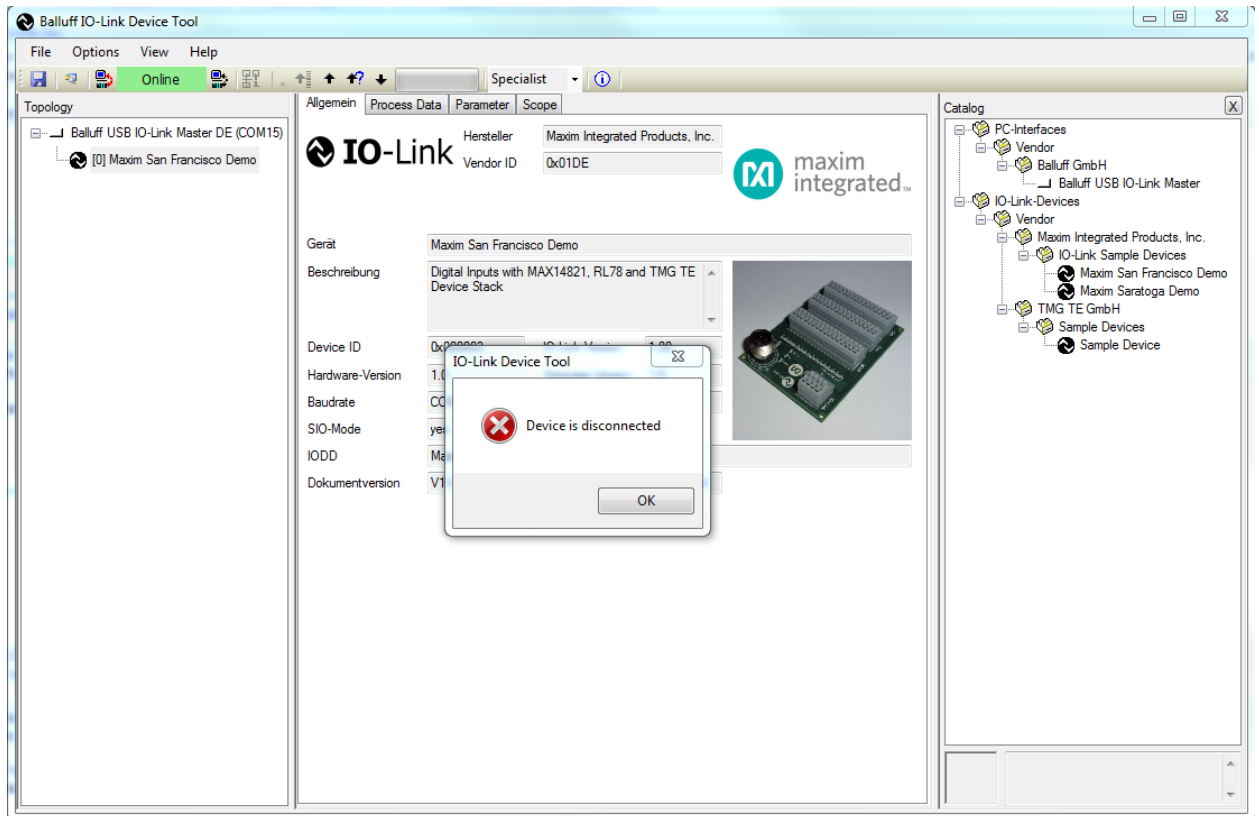 Balluff IO-Link Device Tool
File Options View Help
Online Specialist
Topology
Balluff USB IO-Link Master DE (COM15)
[0] Maxim San Francisco Demo
Allgemein Process Data Parameter Scope
IO-Link
Hersteller Maxim Integrated Products, Inc.
Vendor ID 0x01DE
maxim
integrated™
Gerät Maxim San Francisco Demo
Beschreibung Digital Inputs with MAX14821, RL78 and TMG TE
Device Stack
Device ID
Hardware-Version
Baudrate
SIO-Mode
IODD
Dokumentversion
IO-Link Device Tool
Device is disconnected
OK
Catalog
PC-Interfaces
Vendor
Balluff GmbH
Balluff USB IO-Link Master
IO-Link-Devices
Vendor
Maxim Integrated Products, Inc.
IO-Link Sample Devices
Maxim San Francisco Demo
Maxim Saratoga Demo
TMG TE GmbH
Sample Devices
Sample Device